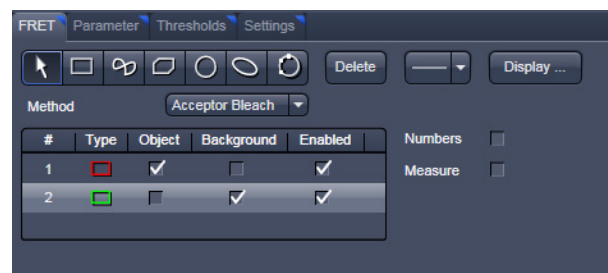 FRET Parameter Thresholds Settings
Delete Display ...
Method Acceptor Bleach
# Type Object Background Enabled Numbers
1 Measure
2